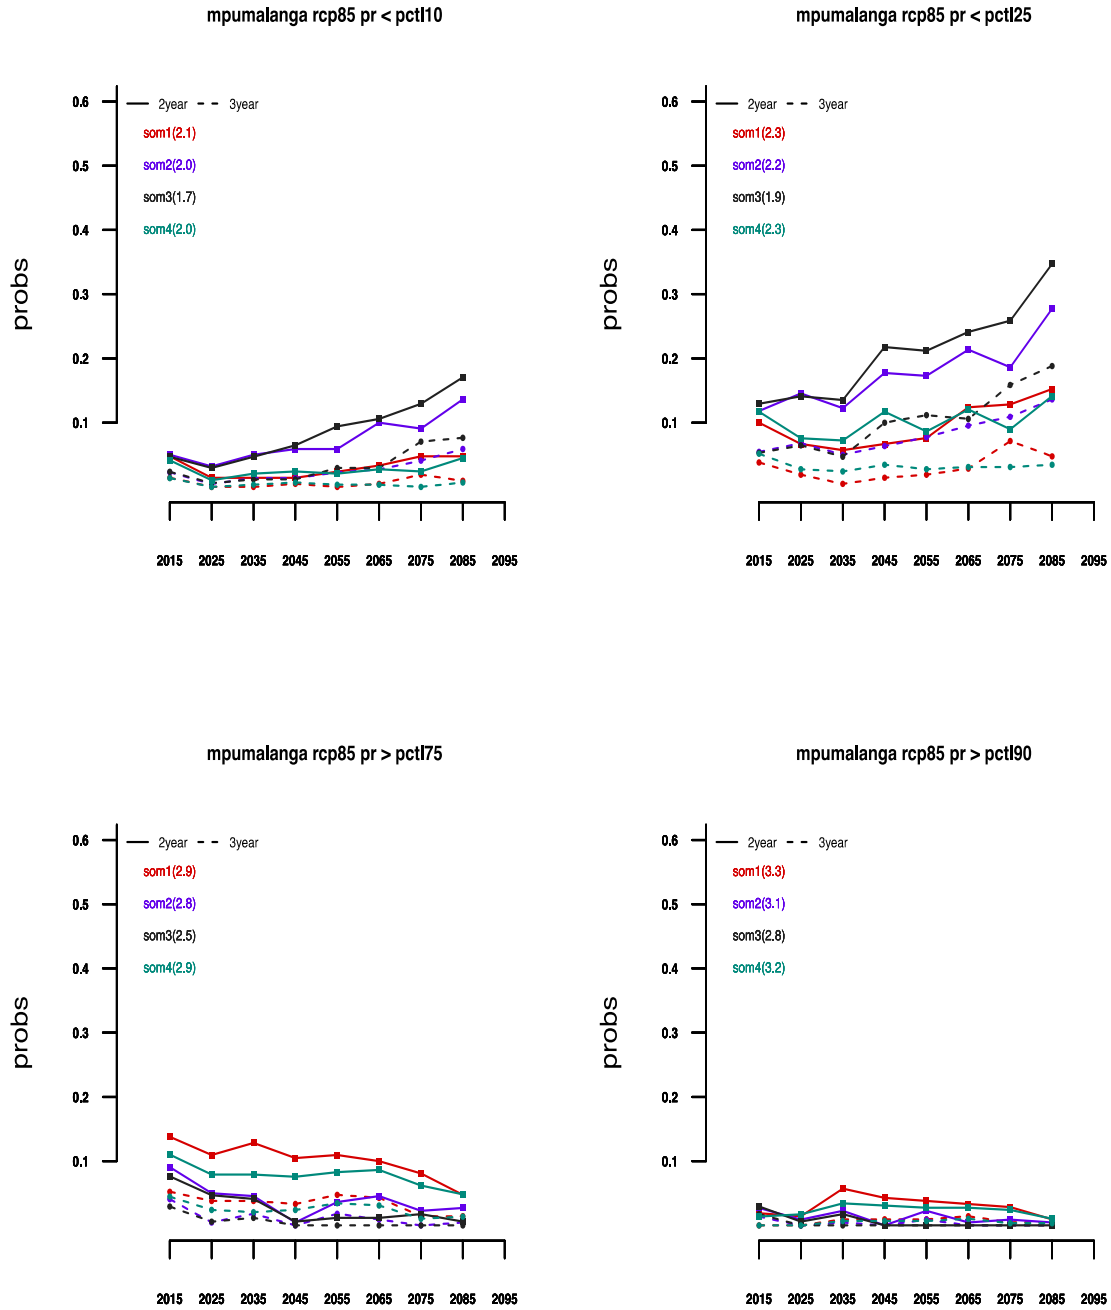 mpumalanga rcp85 pr < pctl10
0.6
2year
3year
som1(2.1)
0.5
som2(2.0)
som3(1.7)
0.4
som4(2.0)
probs
0.3
0.2
0.1
2015 2025 2035 2045 2055 2065 2075 2085 2095
mpumalanga rcp85 pr < pctl25
0.6
2year
3year
som1(2.3)
0.5
som2(2.2)
som3(1.9)
0.4
som4(2.3)
probs
0.3
0.2
0.1
2015 2025 2035 2045 2055 2065 2075 2085 2095
mpumalanga rcp85 pr > pctl75
0.6
2year
3year
som1(2.9)
0.5
som2(2.8)
som3(2.5)
0.4
som4(2.9)
probs
0.3
0.2
0.1
2015 2025 2035 2045 2055 2065 2075 2085 2095
mpumalanga rcp85 pr > pctl90
0.6
2year
3year
som1(3.3)
0.5
som2(3.1)
som3(2.8)
0.4
som4(3.2)
probs
0.3
0.2
0.1
2015 2025 2035 2045 2055 2065 2075 2085 2095